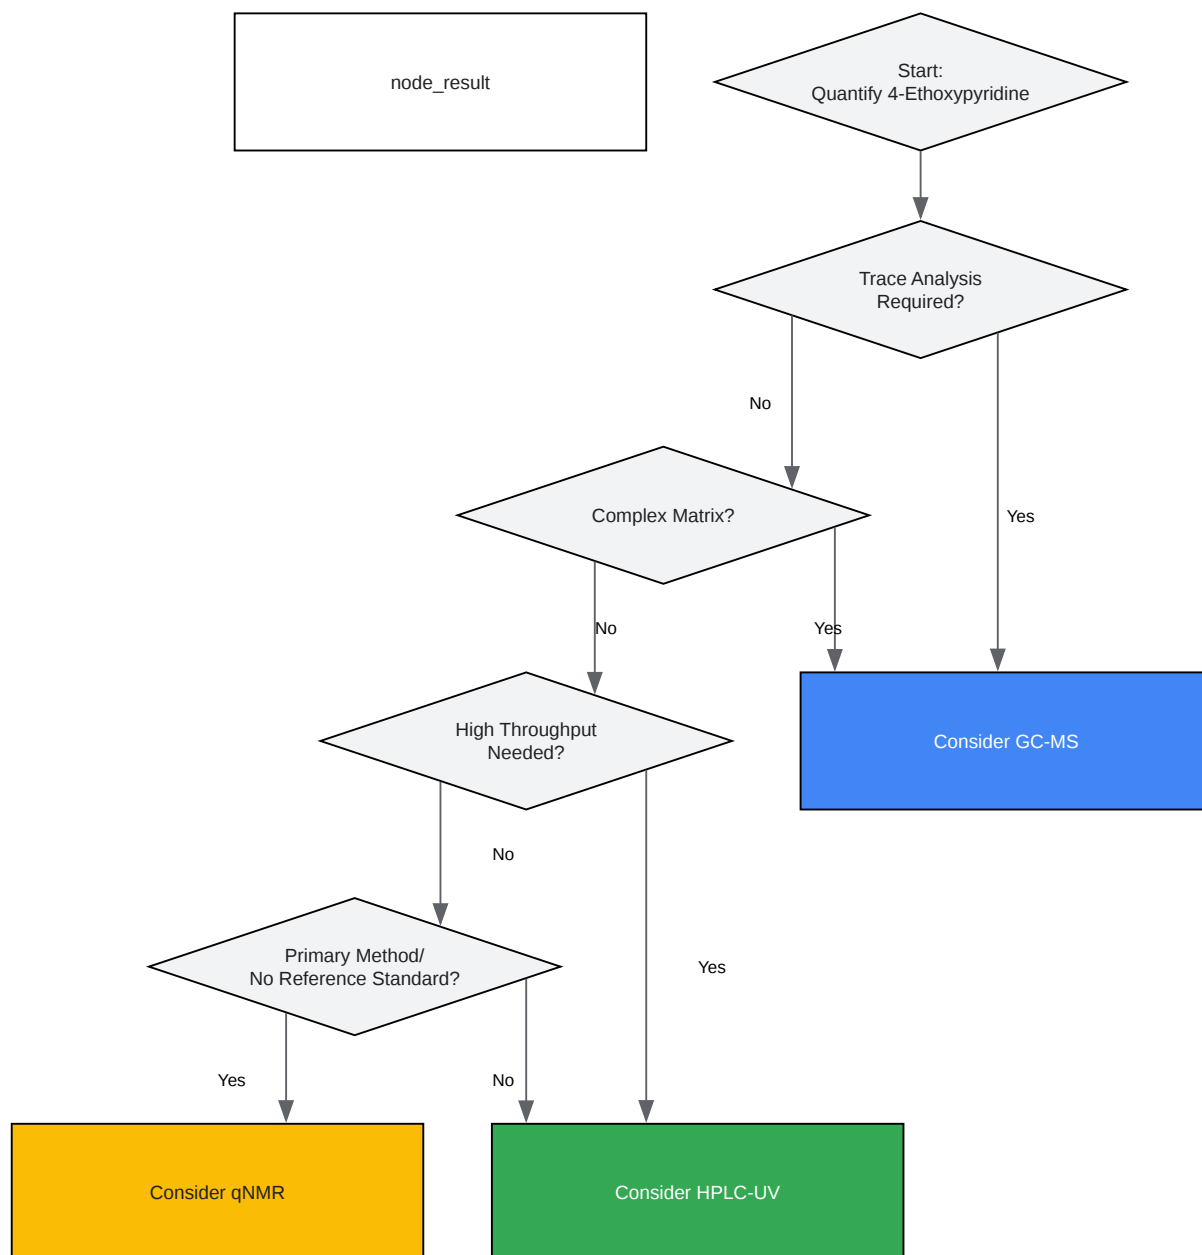 node_result
Start:
Quantify 4-Ethoxypyridine
Trace Analysis
Required?
No
Complex Matrix?
Yes
No
Yes
High Throughput
Needed?
Consider GC-MS
No
Primary Method/
No Reference Standard?
Yes
Yes
No
Consider qNMR
Consider HPLC-UV